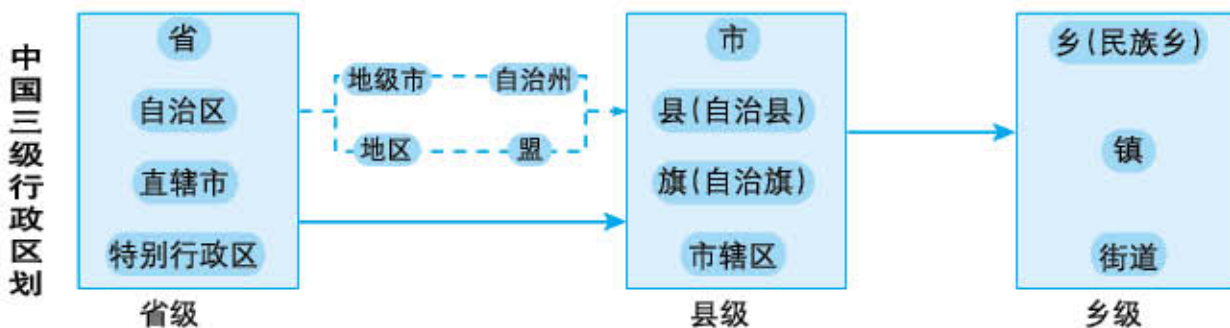 中国三级行政区划
省
自治区
直辖市
特别行政区
省级
地级市
自治州
地区
盟
市
县(自治县)
旗(自治旗)
市辖区
县级
乡(民族乡)
镇
街道
乡级